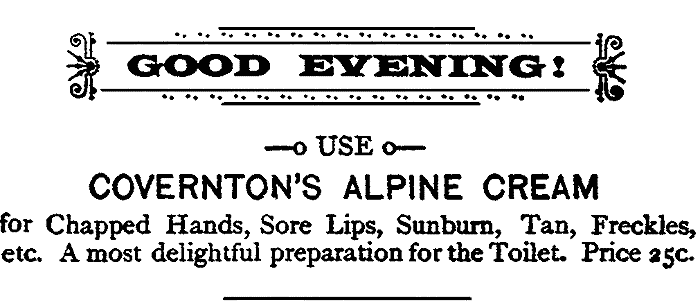 GOOD EVENING!
—o USE o—
COVERNTON'S ALPINE CREAM
for Chapped Hands, Sore Lips, Sunburn, Tan, Freckles,
etc. A most delightful preparation for the Toilet. Price 25c.